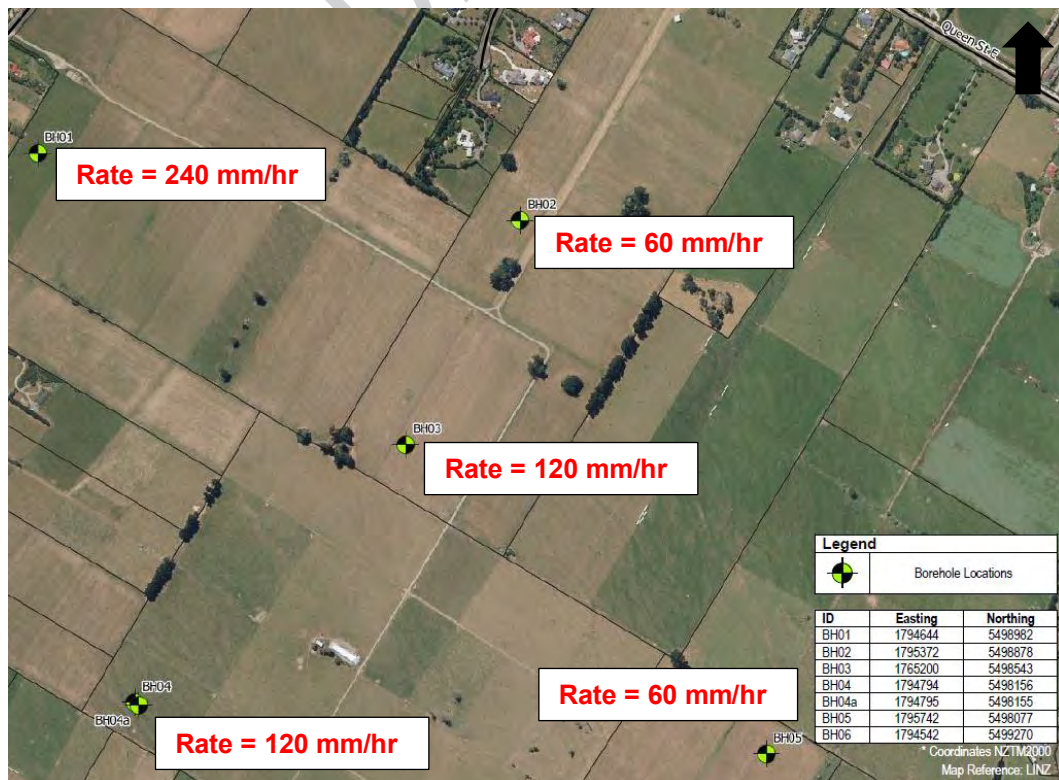 Queen St E
BH01
Rate = 240 mm/hr
BH02
Rate = 60 mm/hr
BH03
Rate = 120 mm/hr
BH04
BH04a
Rate = 120 mm/hr
Rate = 60 mm/hr
BH05
Legend
Borehole Locations
ID Easting Northing
BH01 1794644 5498982
BH02 1795372 5498878
BH03 1765200 5498543
BH04 1794794 5498156
BH04a 1794795 5498155
BH05 1795742 5498077
BH06 1794542 5499270
* Coordinates NZTM2000
Map Reference: LINZ